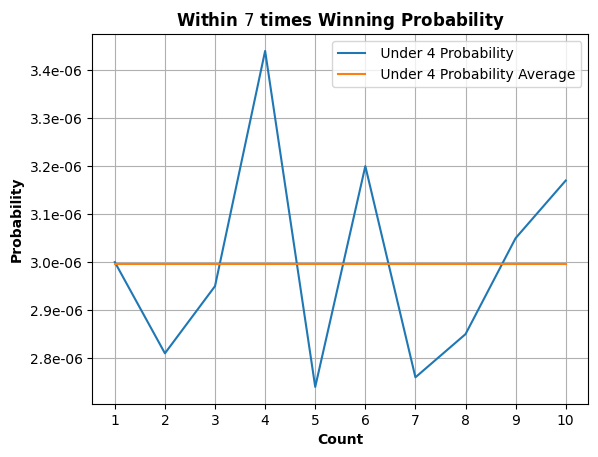 Within 7 times Winning Probability
Under 4 Probability
Under 4 Probability Average
3.4e-06
3.3e-06
3.2e-06
3.1e-06
3.0e-06
2.9e-06
2.8e-06
Probability
1 2 3 4 5 6 7 8 9 10
Count